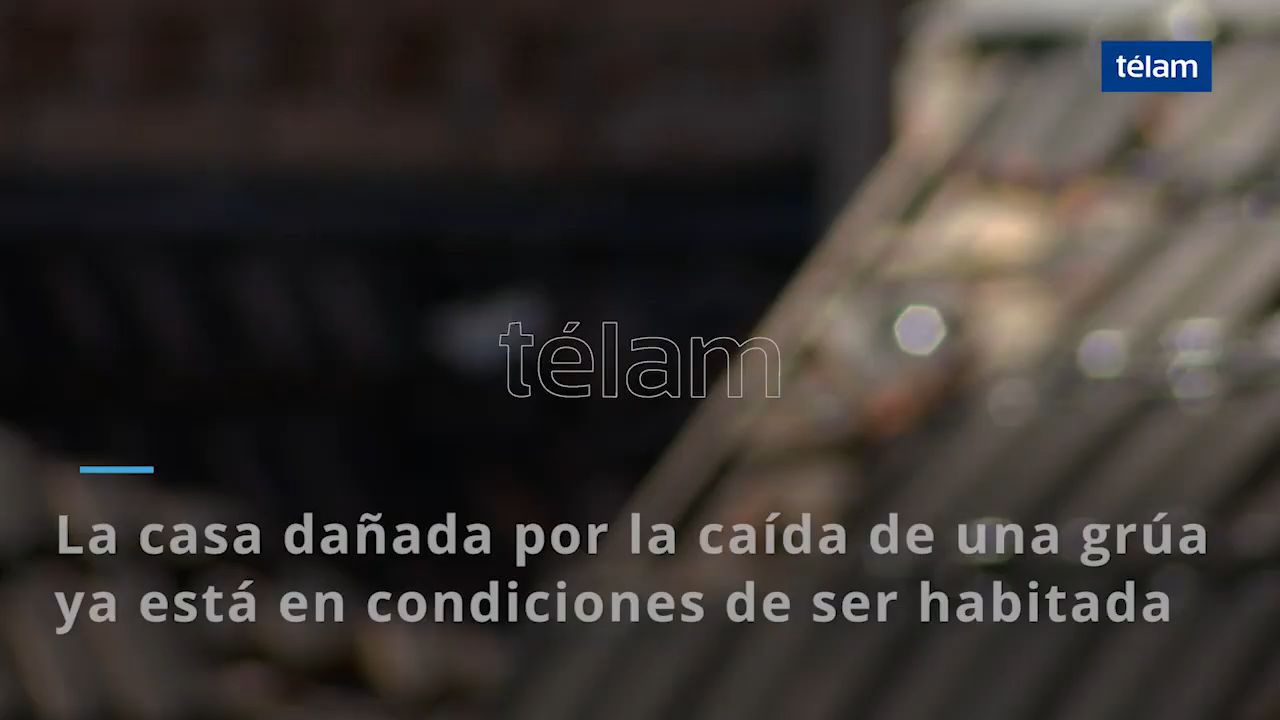 télam
télam
La casa dañada por la caída de una grúa
ya está en condiciones de ser habitada